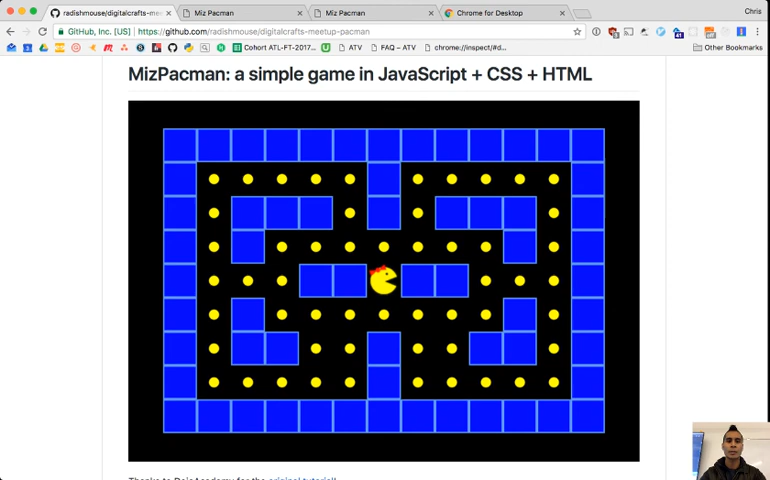 radishmouse/digitalcrafts-mee
Miz Pacman
Miz Pacman
Chrome for Desktop
Chris
GitHub, Inc. [US]
https://github.com/radishmouse/digitalcrafts-meetup-pacman
Cohort ATL-FT-2017...
ATV
FAQ – ATV
chrome://inspect/#d...
Other Bookmarks
MizPacman: a simple game in JavaScript + CSS + HTML